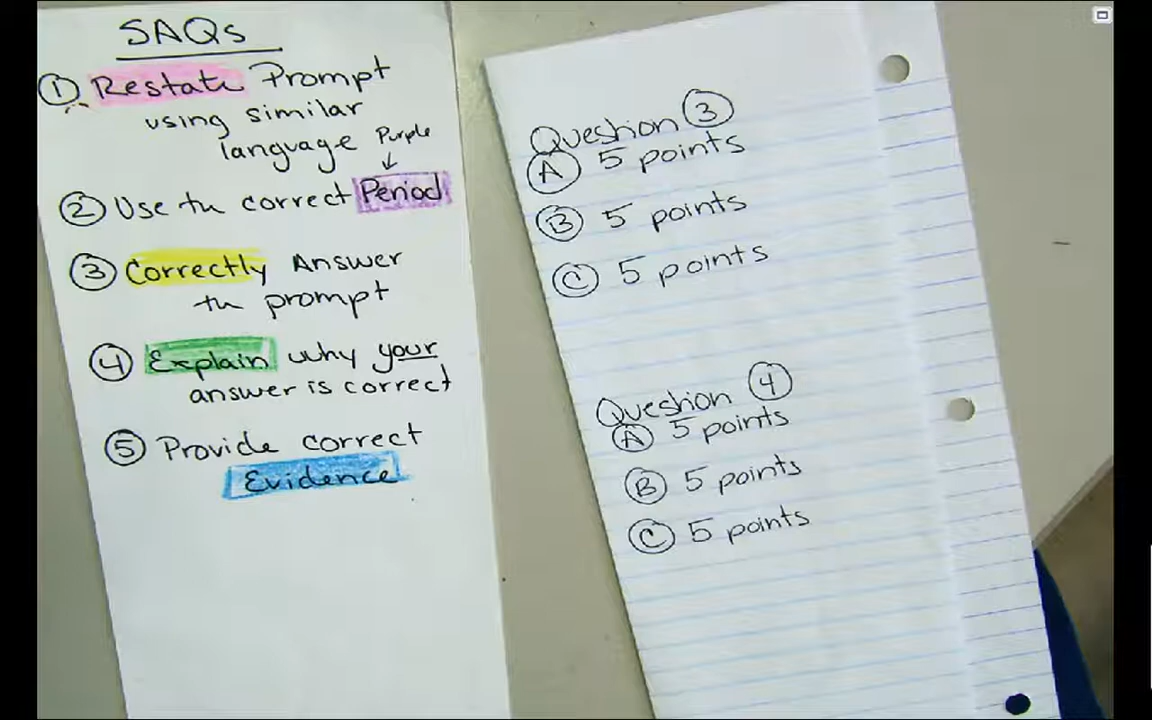 SAQs
① Restate Prompt
using similar
language
Purple
② Use the correct Period
③ Correctly Answer
the prompt
④ Explain why your
answer is correct
⑤ Provide correct
Evidence
Question ③
Ⓐ 5 points
Ⓑ 5 points
Ⓒ 5 points
Question ④
Ⓐ 5 points
Ⓑ 5 points
Ⓒ 5 points